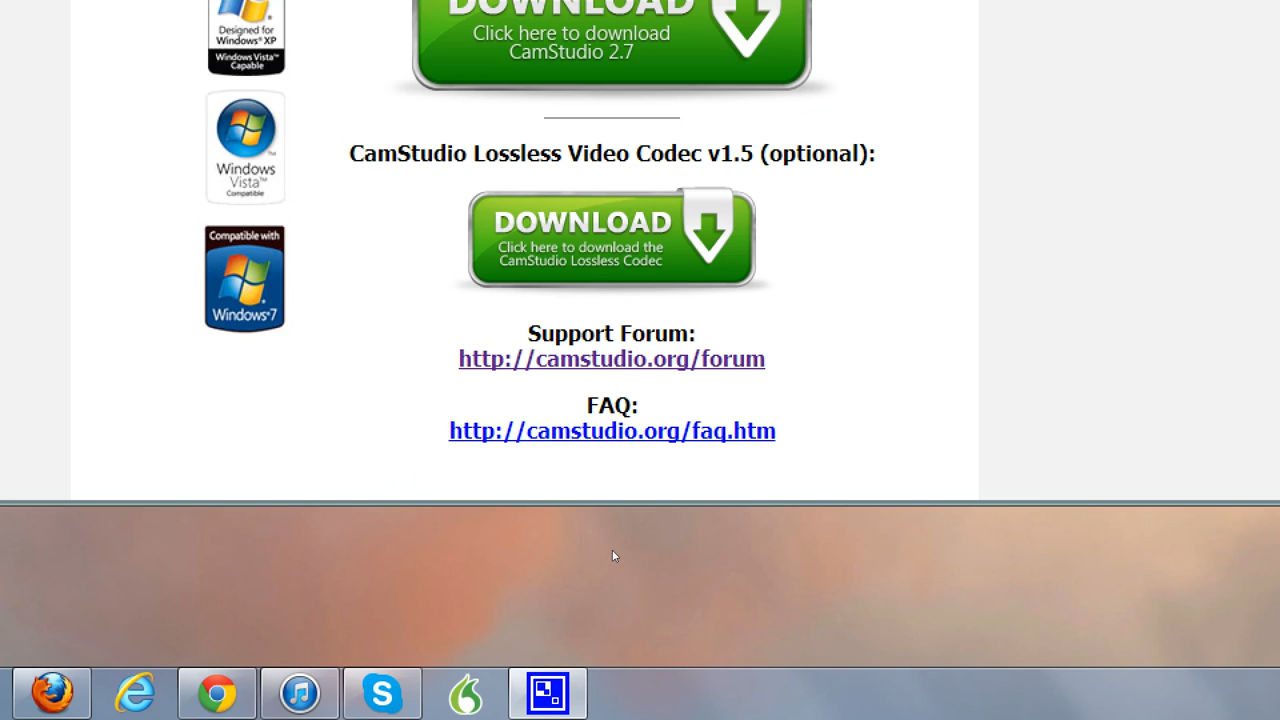 Designed for
Windows® XP
Windows Vista™
Capable
Windows
Vista™
Compatible
Compatible with
Windows®7
DOWNLOAD
Click here to download
CamStudio 2.7
CamStudio Lossless Video Codec v1.5 (optional):
DOWNLOAD
Click here to download the
CamStudio Lossless Codec
Support Forum:
http://camstudio.org/forum
FAQ:
http://camstudio.org/faq.htm
S